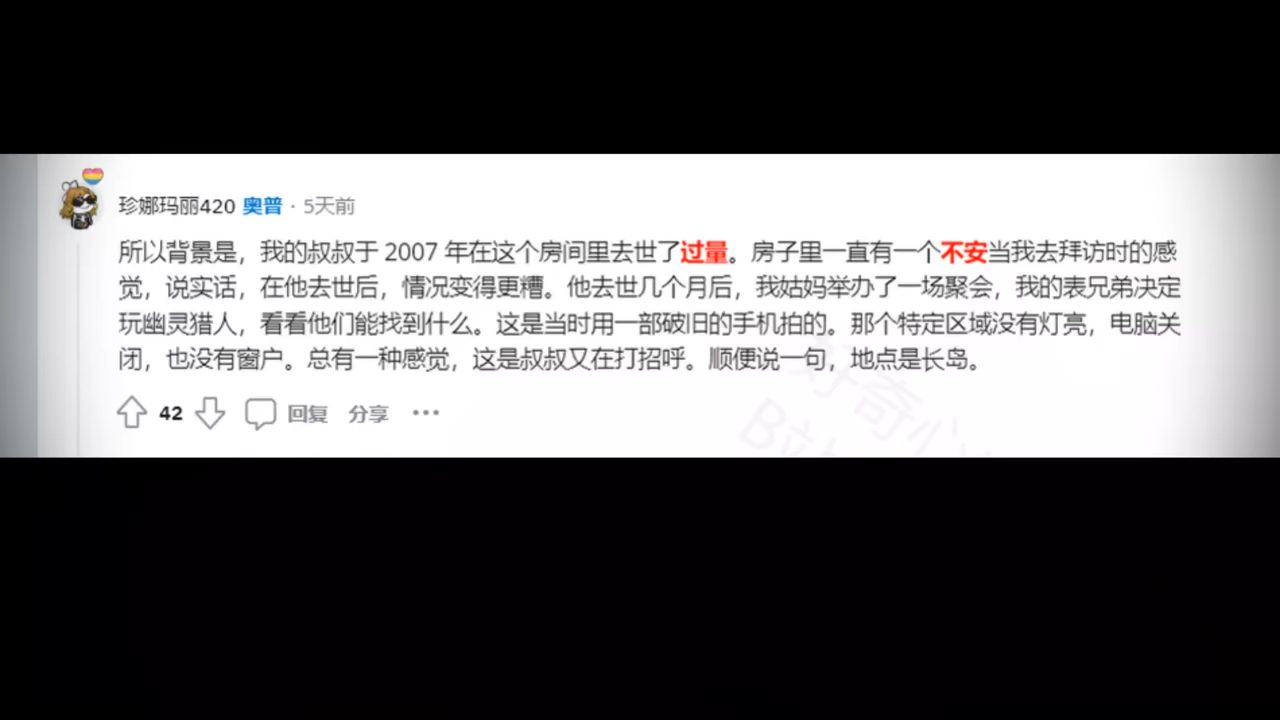 珍娜玛丽420 奥普 · 5天前
所以背景是，我的叔叔于 2007 年在这个房间里去世了过量。房子里一直有一个不安当我去拜访时的感
觉，说实话，在他去世后，情况变得更糟。他去世几个月后，我姑妈举办了一场聚会，我的表兄弟决定
玩幽灵猎人，看看他们能找到什么。这是当时用一部破旧的手机拍的。那个特定区域没有灯亮，电脑关
闭，也没有窗户。总有一种感觉，这是叔叔又在打招呼。顺便说一句，地点是长岛。
42 回复 分享 •••
好奇心
B站